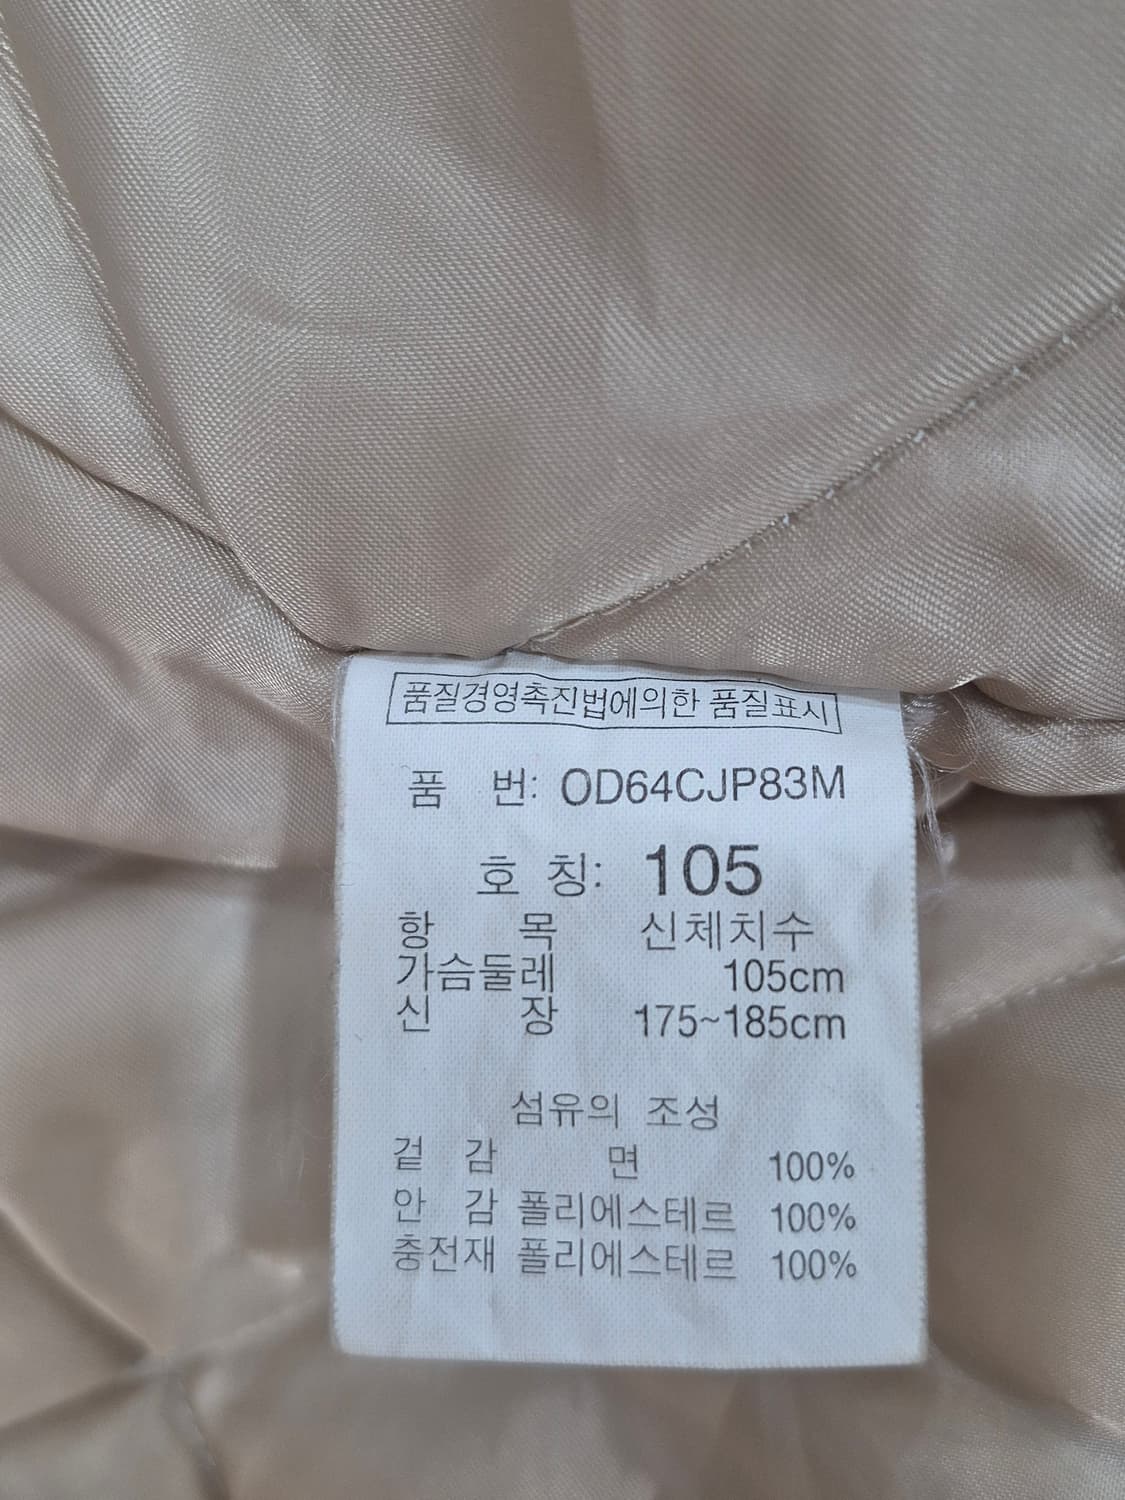 품질경영촉진법에의한 품질표시
품 번: OD64CJP83M
호 칭: 105
항 목 신체치수
가슴둘레 105cm
신 장 175~185cm
섬유의 조성
겉 감 면 100%
안 감 폴리에스테르 100%
충전재 폴리에스테르 100%